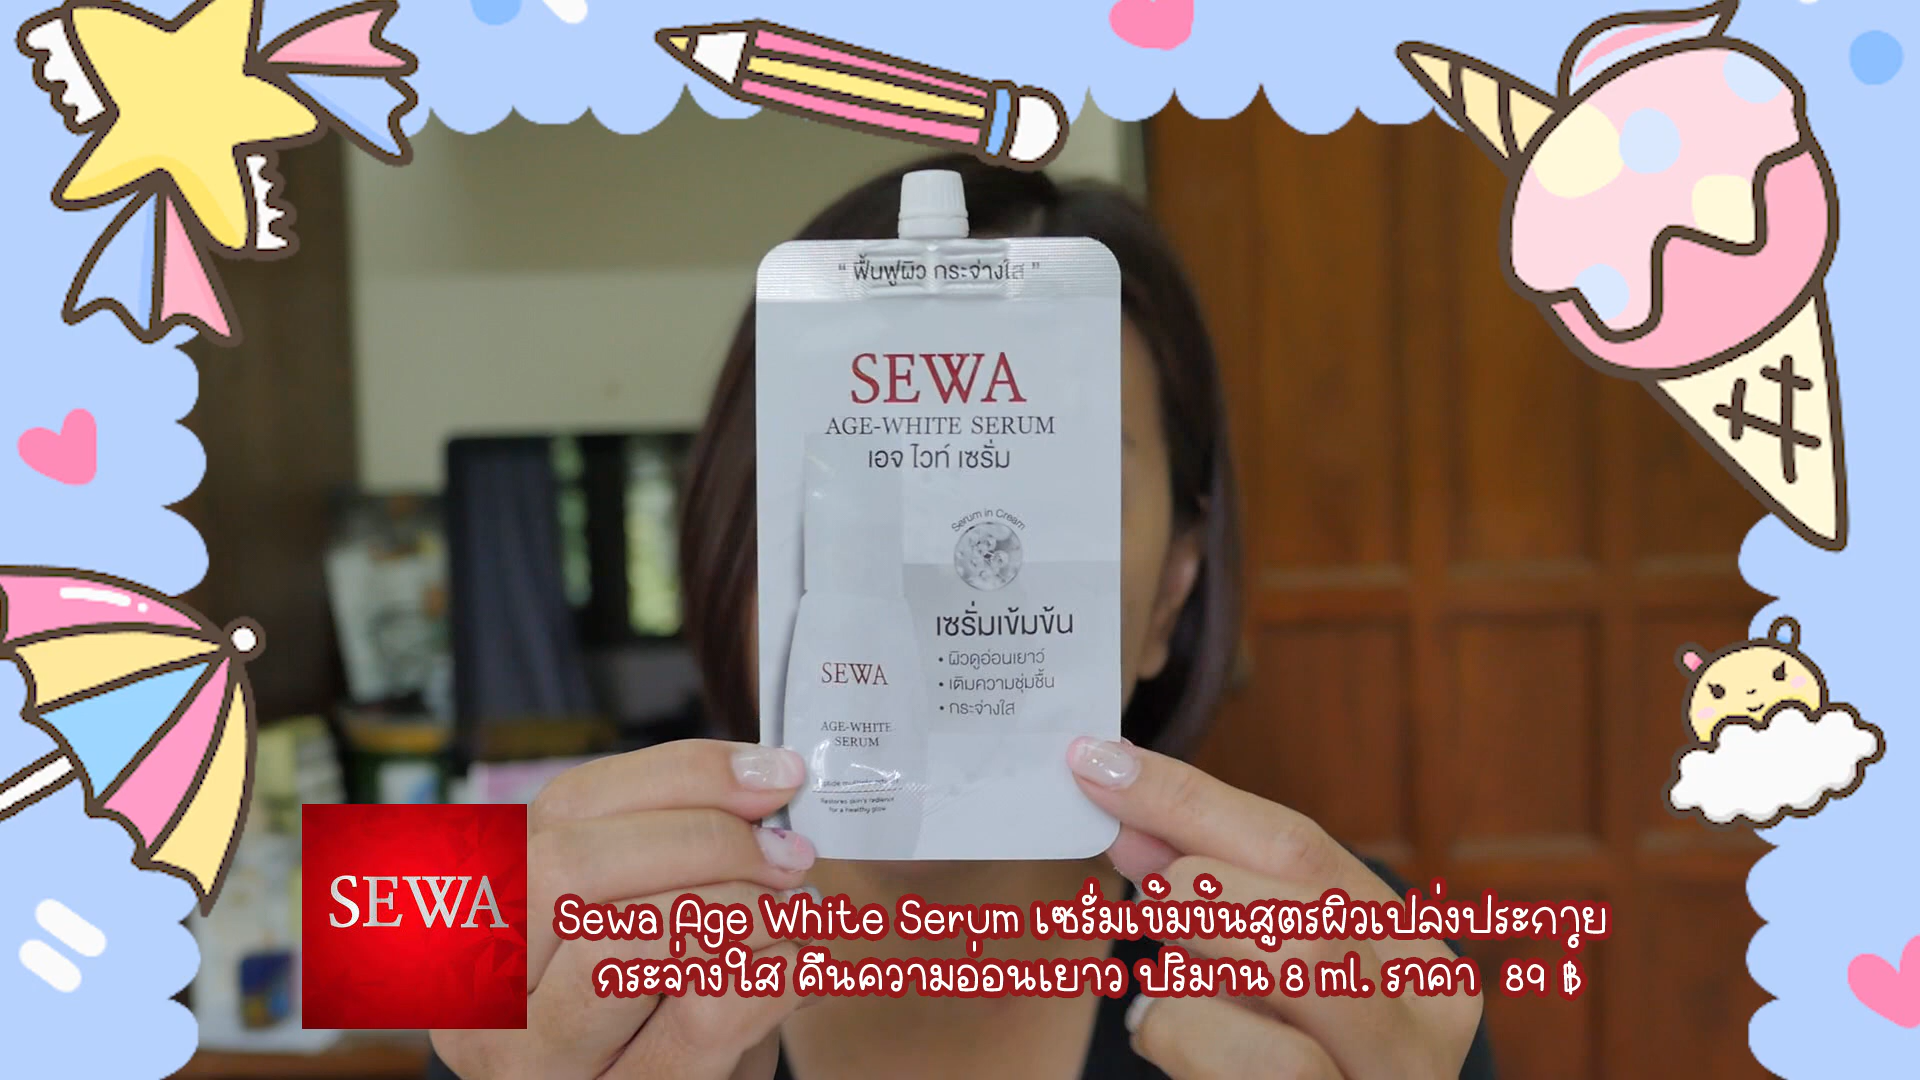 “ ฟื้นฟูผิว กระจ่างใส ”
SEWA
AGE-WHITE SERUM
เอจ ไวท์ เซรั่ม
Serum in Cream
เซรั่มเข้มข้น
• ผิวดูอ่อนเยาว์
• เติมความชุ่มชื้น
• กระจ่างใส
SEWA
AGE-WHITE
SERUM
Restores skin's radiance
for a healthy glow
SEWA
Sewa Age White Serum เซรั่มเข้มข้นสูตรผิวเปล่งประกาย์
กระจ่างใส คืนความอ่อนเยาว ปริมาน 8 ml. ราคา 89 ฿